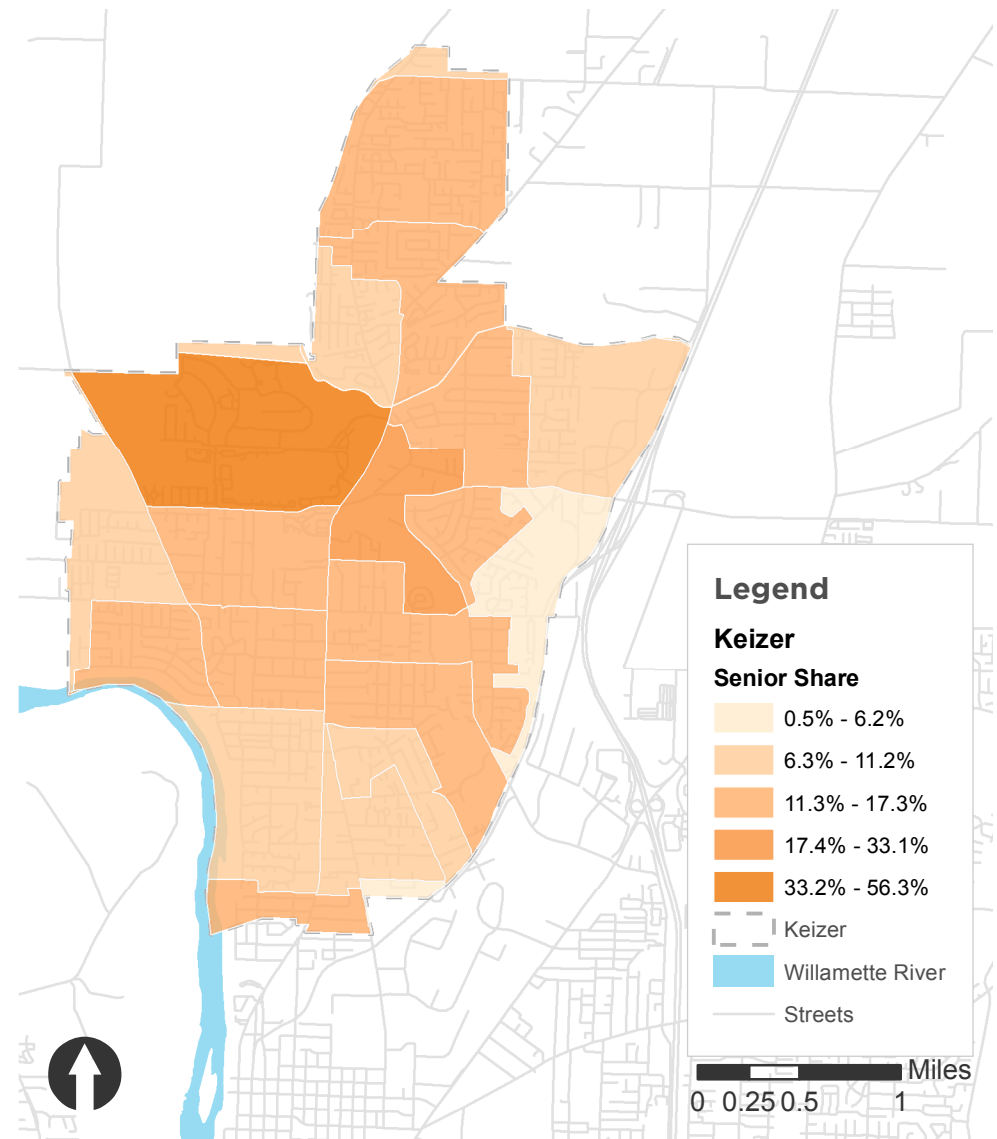 Legend
Keizer
Senior Share
0.5% - 6.2%
6.3% - 11.2%
11.3% - 17.3%
17.4% - 33.1%
33.2% - 56.3%
Keizer
Willamette River
Streets
Miles
0 0.25 0.5 1